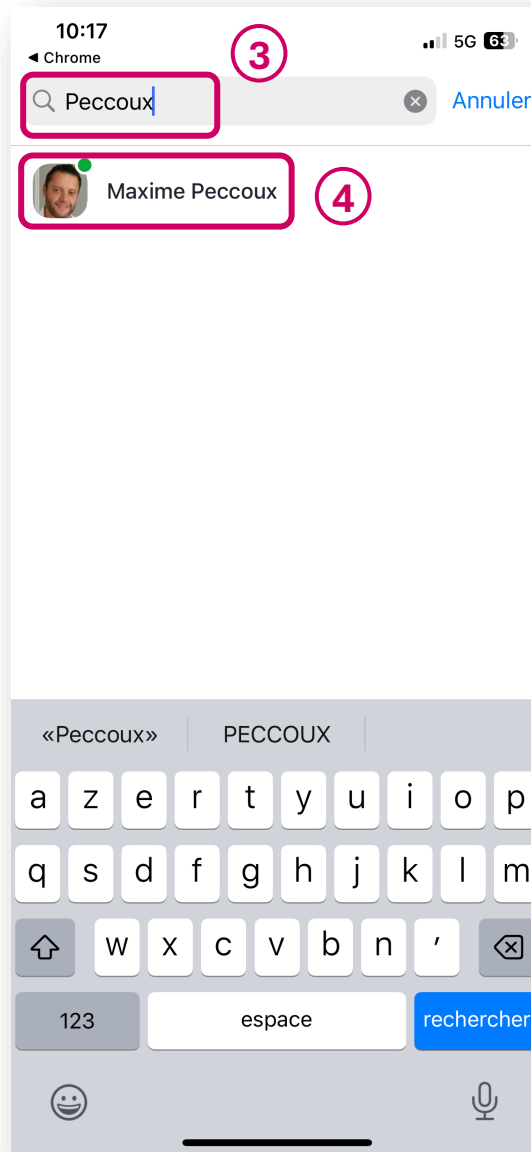 10:17
5G 63
◀ Chrome
3
Peccoux
Annuler
Maxime Peccoux
4
«Peccoux»
PECCOUX
a z e r t y u i o p
q s d f g h j k l m
w x c v b n ’
123 espace rechercher